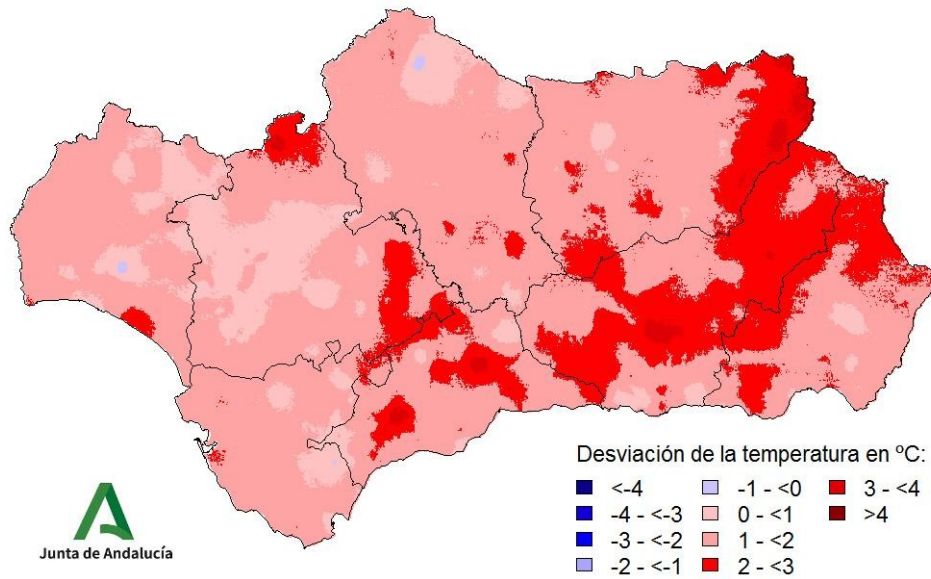 Desviación de la temperatura en ºC:
<-4 -1 - <0 3 - <4
-4 - <-3 0 - <1 >4
-3 - <-2 1 - <2
-2 - <-1 2 - <3
Junta de Andalucía